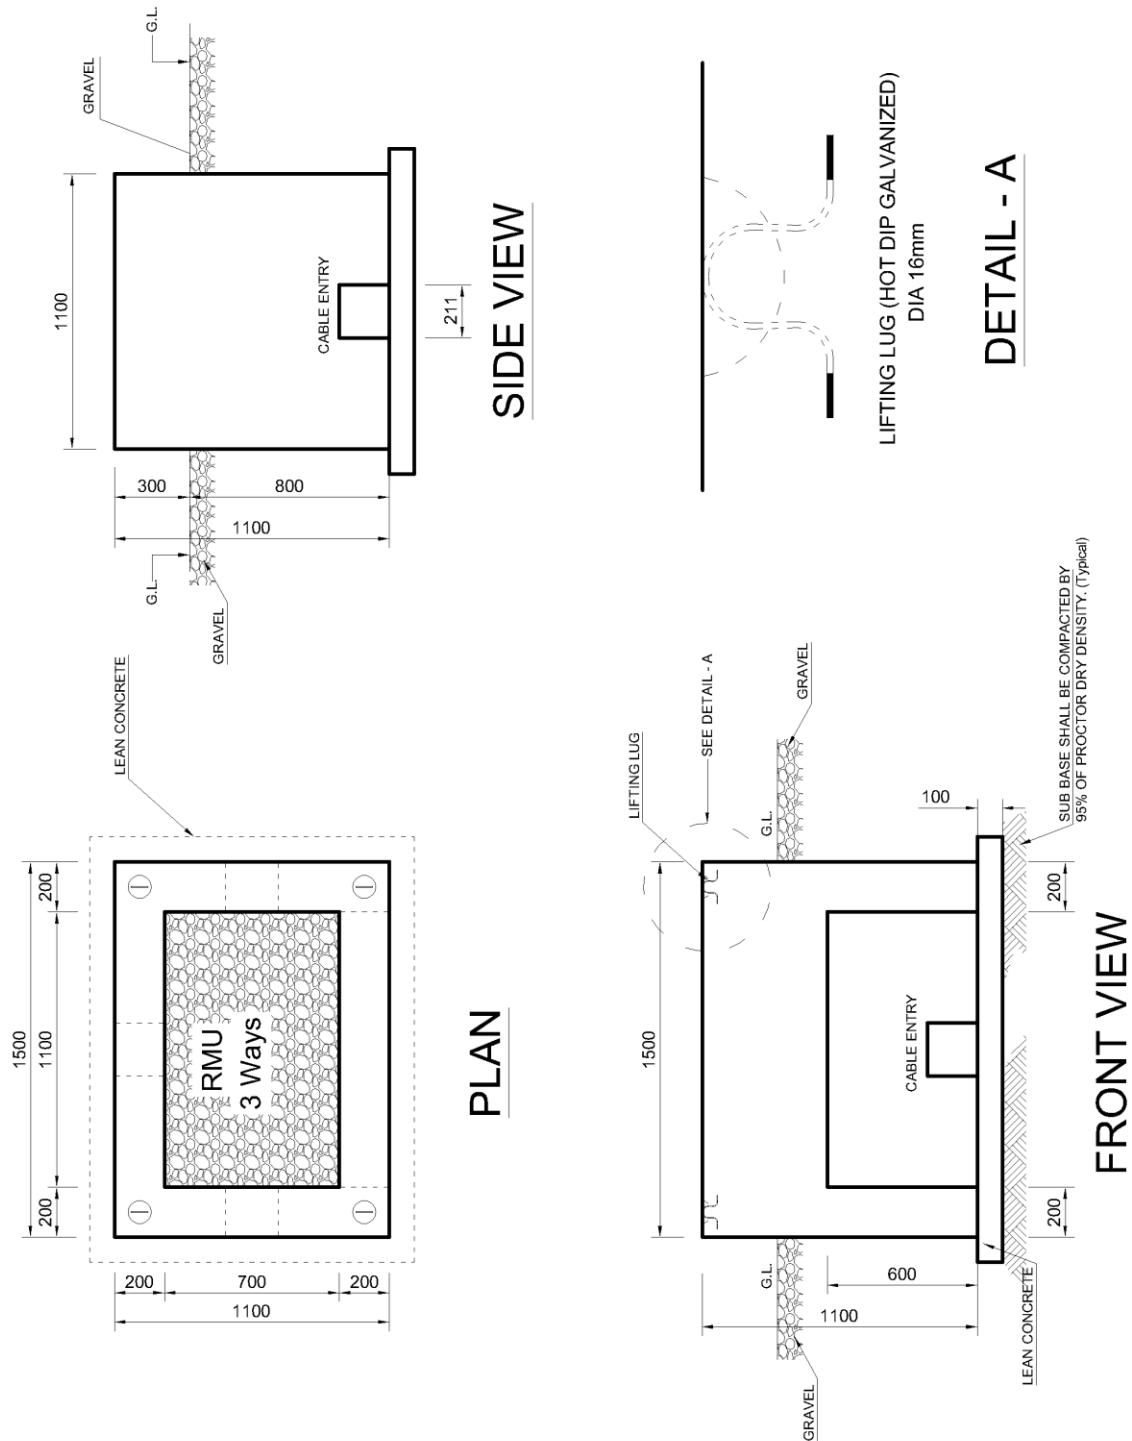 1500
200
1100
200
LEAN CONCRETE
200
700
200
1100
RMU
3 Ways
PLAN
1100
GRAVEL
G.L.
300
800
1100
G.L.
GRAVEL
CABLE ENTRY
211
SIDE VIEW
1500
LIFTING LUG
SEE DETAIL - A
G.L.
G.L.
GRAVEL
GRAVEL
600
1100
CABLE ENTRY
100
200
200
LEAN CONCRETE
SUB BASE SHALL BE COMPACTED BY
95% OF PROCTOR DRY DENSITY. (Typical)
FRONT VIEW
LIFTING LUG (HOT DIP GALVANIZED)
DIA 16mm
DETAIL - A